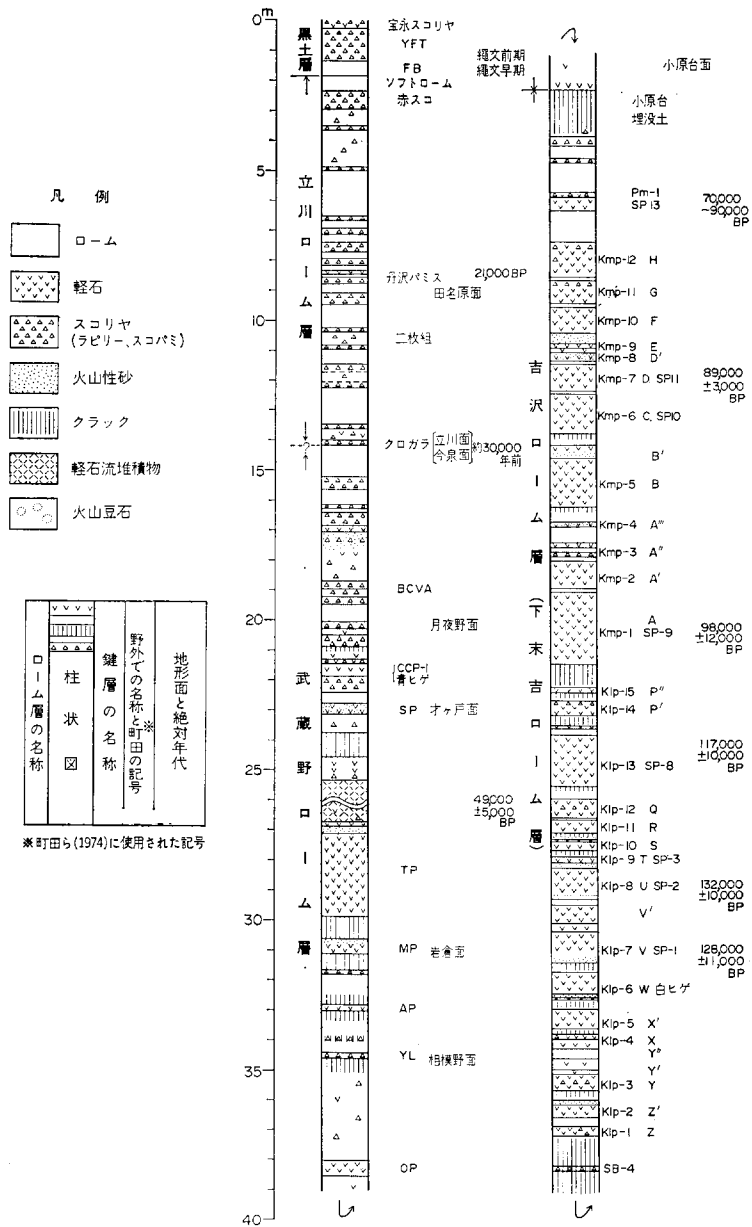 0 m
5
10
15
20
25
30
35
40
凡 例
ローム
軽石
スコリヤ
(ラピリー、スコパミ)
火山性砂
クラック
軽石流堆積物
火山豆石
ローム層の名称
柱状図
鍵層の名称
野外での名称と町田の記号※
地形面と絶対年代
※町田ら(1974)に使用された記号
黒土層
立川ローム層
武蔵野ローム層
宝永スコリヤ
YFT
FB
ソフトローム
赤スコ
丹沢パミス 21,000BP
田名原面
二枚組
クロガラ [立川面 今泉面] 約30,000年前
BCVA
月夜野面
CCP-1
青ヒゲ
SP 才ヶ戸面
49,000
±5,000
BP
TP
MP 岩倉面
AP
YL 相模野面
OP
縄文前期
縄文早期
小原台面
小原台
埋没土
吉沢ローム層(下末吉ローム層)
Pm-1
SP13
70,000
~90,000
BP
Kmp-12 H
Kmp-11 G
Kmp-10 F
Kmp-9 E
Kmp-8 D'
Kmp-7 D SP11
89,000
±3,000
BP
Kmp-6 C SP10
B'
Kmp-5 B
Kmp-4 A'''
Kmp-3 A''
Kmp-2 A'
A
Kmp-1 SP-9
98,000
±12,000
BP
Klp-15 P''
Klp-14 P'
Klp-13 SP-8
117,000
±10,000
BP
Klp-12 Q
Klp-11 R
Klp-10 S
Klp-9 T SP-3
Klp-8 U SP-2
132,000
±10,000
BP
V'
Klp-7 V SP-1
128,000
±11,000
BP
Klp-6 W 白ヒゲ
Klp-5 X'
Klp-4 X
Y''
Y'
Klp-3 Y
Klp-2 Z'
Klp-1 Z
SB-4